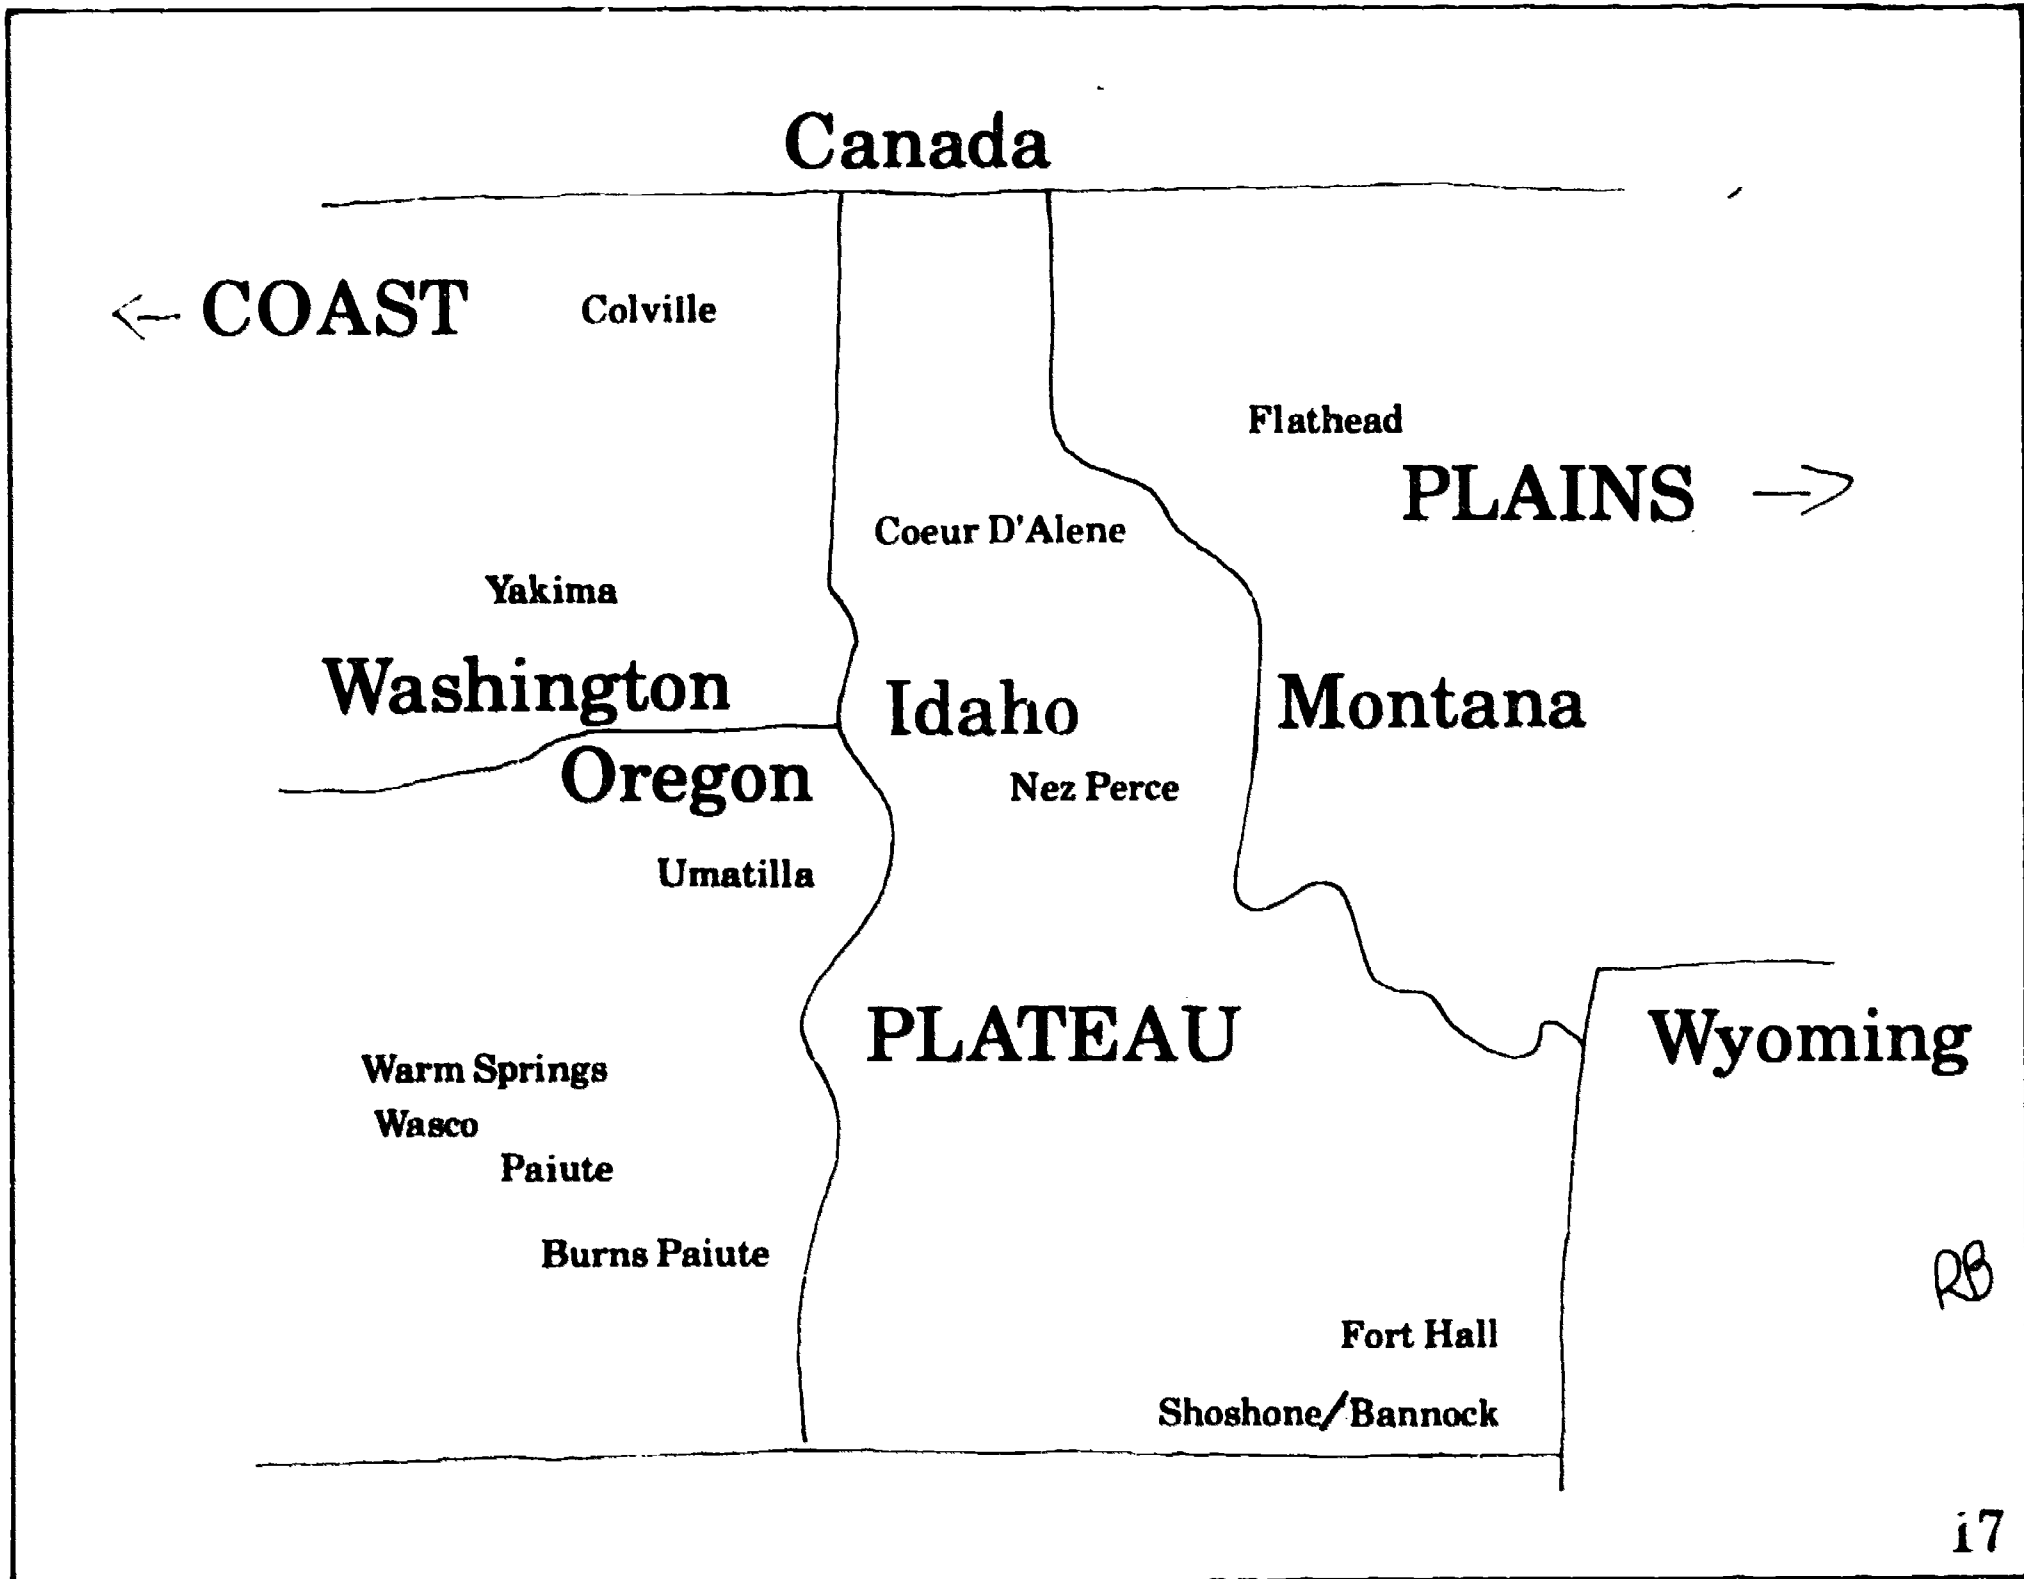 Canada
COAST
Colville
Flathead
PLAINS
Coeur D'Alene
Yakima
Washington
Idaho
Montana
Oregon
Nez Perce
Umatilla
PLATEAU
Wyoming
Warm Springs
Wasco
Paiute
Burns Paiute
RB
Fort Hall
Shoshone/Bannock
17